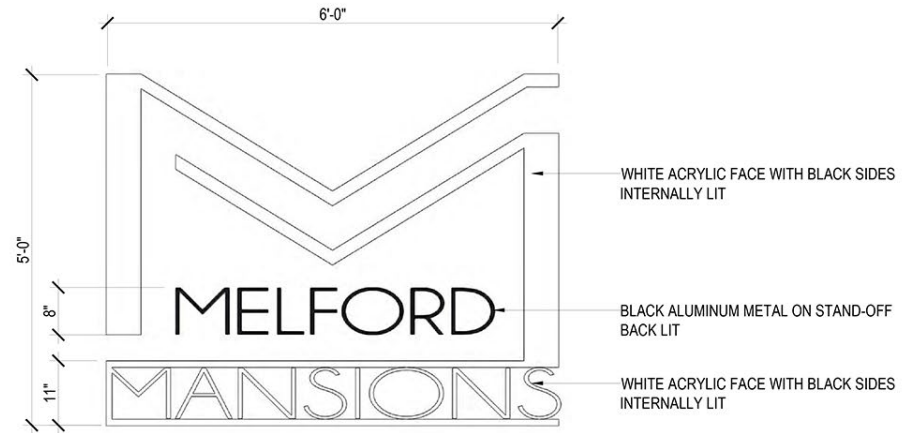 6'-0"
5'-0"
WHITE ACRYLIC FACE WITH BLACK SIDES
INTERNALLY LIT
8"
MELFORD
BLACK ALUMINUM METAL ON STAND-OFF
BACK LIT
11"
MANSIONS
WHITE ACRYLIC FACE WITH BLACK SIDES
INTERNALLY LIT